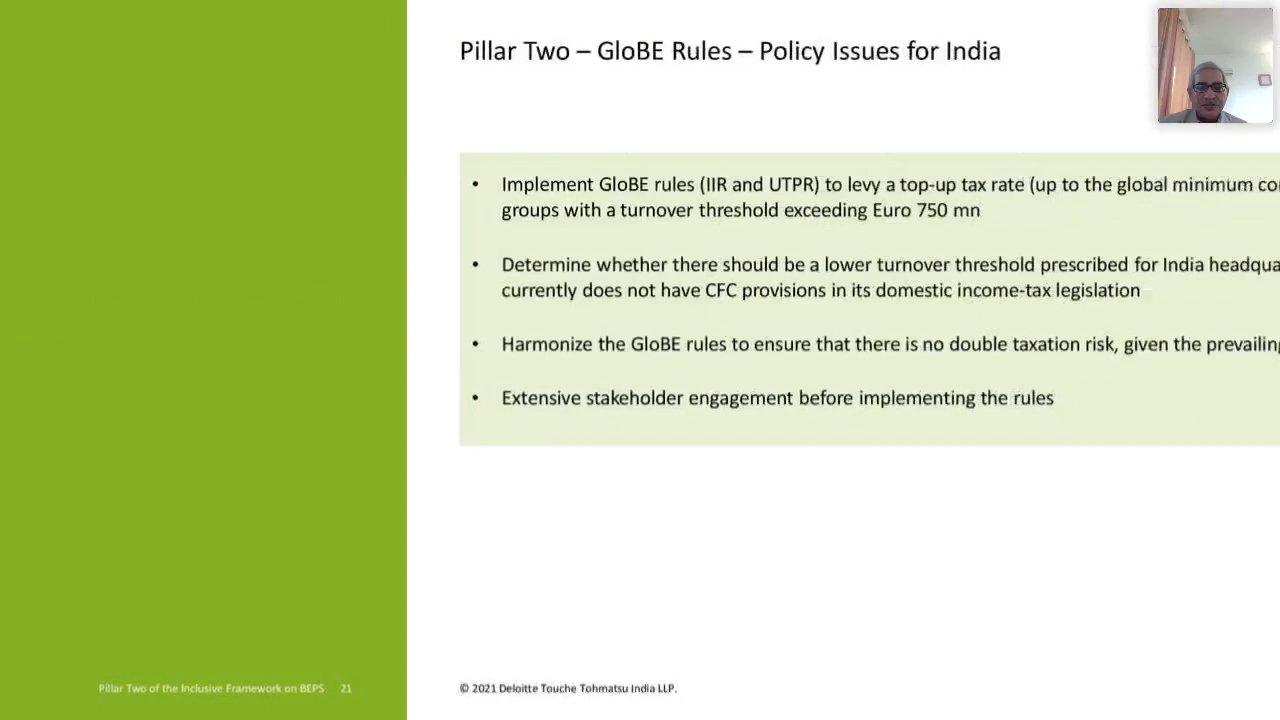 Pillar Two – GloBE Rules – Policy Issues for India
• Implement GloBE rules (IIR and UTPR) to levy a top-up tax rate (up to the global minimum
groups with a turnover threshold exceeding Euro 750 mn
• Determine whether there should be a lower turnover threshold prescribed for India
currently does not have CFC provisions in its domestic income-tax legislation
• Harmonize the GloBE rules to ensure that there is no double taxation risk, given the
• Extensive stakeholder engagement before implementing the rules
Pillar Two of the Inclusive Framework on BEPS 21
© 2021 Deloitte Touche Tohmatsu India LLP.